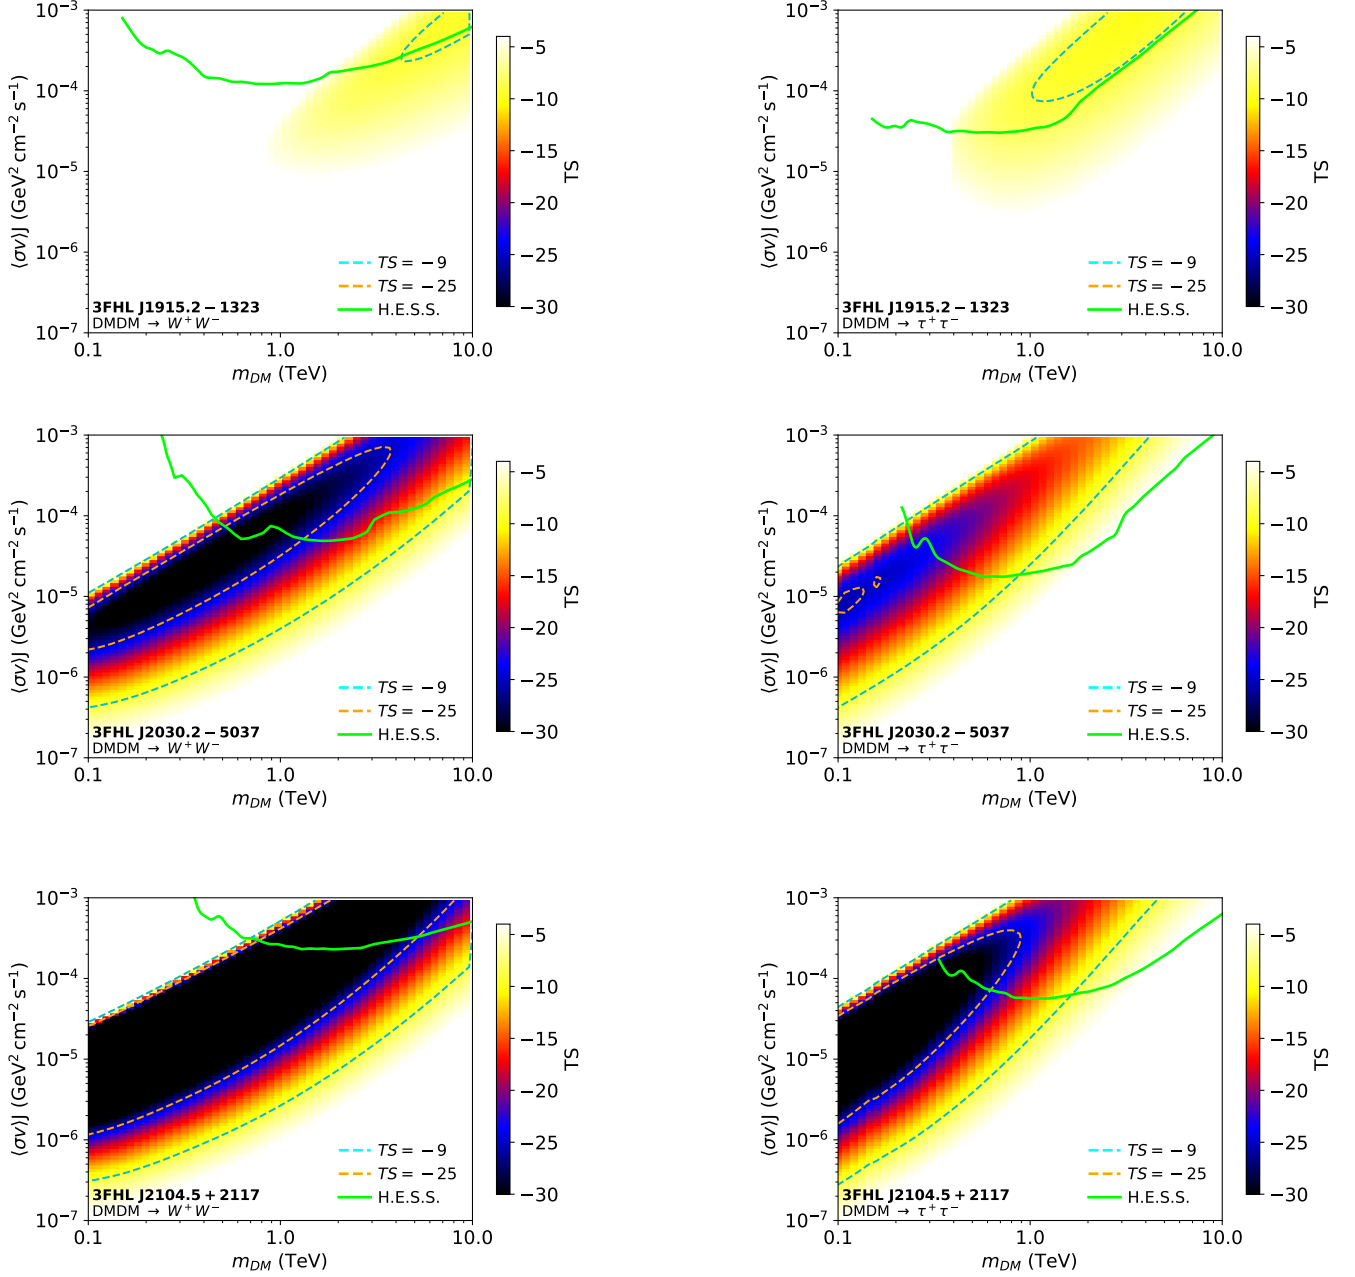 10⁻³
10⁻⁴
10⁻⁵
10⁻⁶
10⁻⁷
⟨σv⟩J (GeV² cm⁻² s⁻¹)
TS = −9
TS = −25
H.E.S.S.
3FHL J1915.2−1323
DMDM → W⁺W⁻
0.1 1.0 10.0
m_DM (TeV)
−5
−10
−15
−20
−25
−30
TS
10⁻³
10⁻⁴
10⁻⁵
10⁻⁶
10⁻⁷
⟨σv⟩J (GeV² cm⁻² s⁻¹)
TS = −9
TS = −25
H.E.S.S.
3FHL J1915.2−1323
DMDM → τ⁺τ⁻
0.1 1.0 10.0
m_DM (TeV)
−5
−10
−15
−20
−25
−30
TS
10⁻³
10⁻⁴
10⁻⁵
10⁻⁶
10⁻⁷
⟨σv⟩J (GeV² cm⁻² s⁻¹)
TS = −9
TS = −25
H.E.S.S.
3FHL J2030.2−5037
DMDM → W⁺W⁻
0.1 1.0 10.0
m_DM (TeV)
−5
−10
−15
−20
−25
−30
TS
10⁻³
10⁻⁴
10⁻⁵
10⁻⁶
10⁻⁷
⟨σv⟩J (GeV² cm⁻² s⁻¹)
TS = −9
TS = −25
H.E.S.S.
3FHL J2030.2−5037
DMDM → τ⁺τ⁻
0.1 1.0 10.0
m_DM (TeV)
−5
−10
−15
−20
−25
−30
TS
10⁻³
10⁻⁴
10⁻⁵
10⁻⁶
10⁻⁷
⟨σv⟩J (GeV² cm⁻² s⁻¹)
TS = −9
TS = −25
H.E.S.S.
3FHL J2104.5+2117
DMDM → W⁺W⁻
0.1 1.0 10.0
m_DM (TeV)
−5
−10
−15
−20
−25
−30
TS
10⁻³
10⁻⁴
10⁻⁵
10⁻⁶
10⁻⁷
⟨σv⟩J (GeV² cm⁻² s⁻¹)
TS = −9
TS = −25
H.E.S.S.
3FHL J2104.5+2117
DMDM → τ⁺τ⁻
0.1 1.0 10.0
m_DM (TeV)
−5
−10
−15
−20
−25
−30
TS